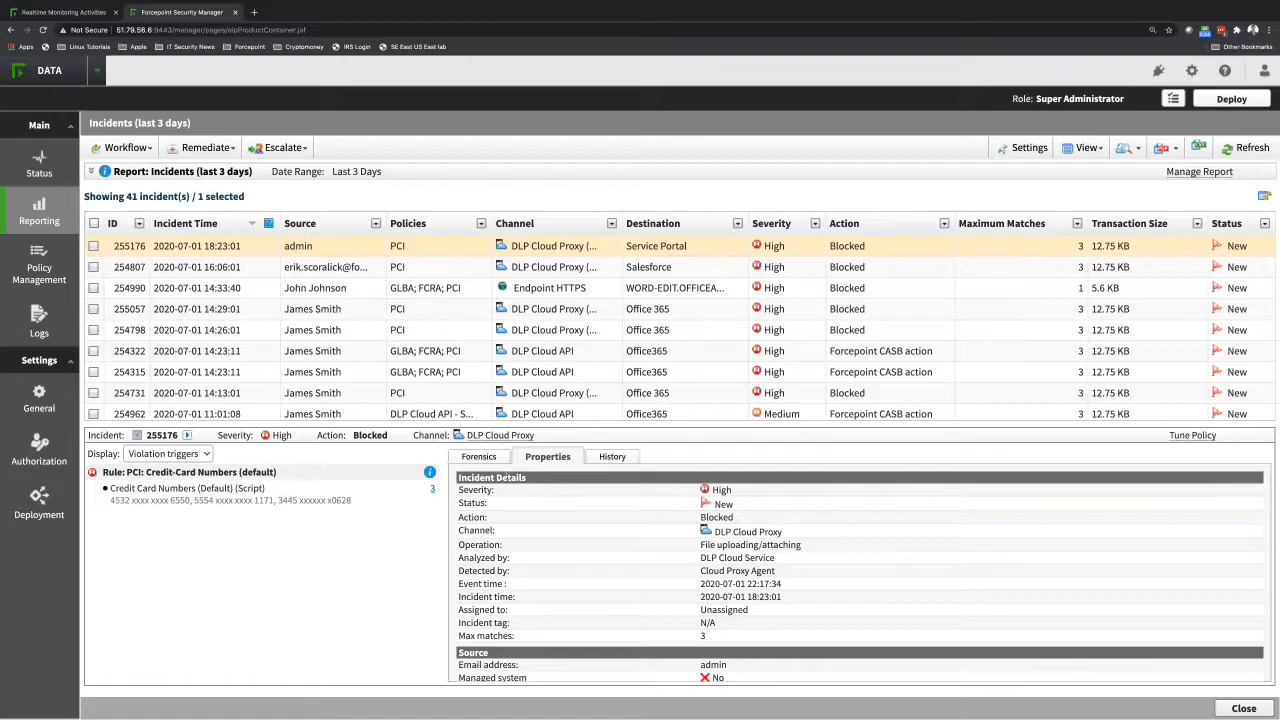 Realtime Monitoring Activities
Forcepoint Security Manager
Not Secure | 51.79.56.6:9443/manager/pages/eipProductContainer.jsf
Apps Linux Tutorials Apple IT Security News Forcepoint Cryptomoney IRS Login SE East US East lab Other Bookmarks
DATA
Role: Super Administrator Deploy
Main
Incidents (last 3 days)
Workflow Remediate Escalate Settings View Refresh
Status
Report: Incidents (last 3 days) Date Range: Last 3 Days Manage Report
Showing 41 incident(s) / 1 selected
Reporting
ID Incident Time Source Policies Channel Destination Severity Action Maximum Matches Transaction Size Status
255176 2020-07-01 18:23:01 admin PCI DLP Cloud Proxy (... Service Portal High Blocked 3 12.75 KB New
254807 2020-07-01 16:06:01 erik.scoralick@fo... PCI DLP Cloud Proxy (... Salesforce High Blocked 3 12.75 KB New
254990 2020-07-01 14:33:40 John Johnson GLBA; FCRA; PCI Endpoint HTTPS WORD-EDIT.OFFICEA... High Blocked 1 5.6 KB New
255057 2020-07-01 14:29:01 James Smith PCI DLP Cloud Proxy (... Office 365 High Blocked 3 12.75 KB New
254798 2020-07-01 14:26:01 James Smith PCI DLP Cloud Proxy (... Office 365 High Blocked 3 12.75 KB New
254322 2020-07-01 14:23:11 James Smith GLBA; FCRA; PCI DLP Cloud API Office365 High Forcepoint CASB action 3 12.75 KB New
254315 2020-07-01 14:23:11 James Smith GLBA; FCRA; PCI DLP Cloud API Office365 High Forcepoint CASB action 3 12.75 KB New
254731 2020-07-01 14:13:01 James Smith PCI DLP Cloud Proxy (... Office 365 High Blocked 3 12.75 KB New
254962 2020-07-01 11:01:08 James Smith DLP Cloud API - S... DLP Cloud API Office365 Medium Forcepoint CASB action 3 12.75 KB New
Policy
Management
Logs
Settings
General
Authorization
Deployment
Incident: 255176 Severity: High Action: Blocked Channel: DLP Cloud Proxy Tune Policy
Display: Violation triggers
Rule: PCI: Credit-Card Numbers (default)
Credit Card Numbers (Default) (Script) 3
4532 xxxx xxxx 6550, 5554 xxxx xxxx 1171, 3445 xxxxxx x0628
Forensics Properties History
Incident Details
Severity: High
Status: New
Action: Blocked
Channel: DLP Cloud Proxy
Operation: File uploading/attaching
Analyzed by: DLP Cloud Service
Detected by: Cloud Proxy Agent
Event time : 2020-07-01 22:17:34
Incident time: 2020-07-01 18:23:01
Assigned to: Unassigned
Incident tag: N/A
Max matches: 3
Source
Email address: admin
Managed system No
Close